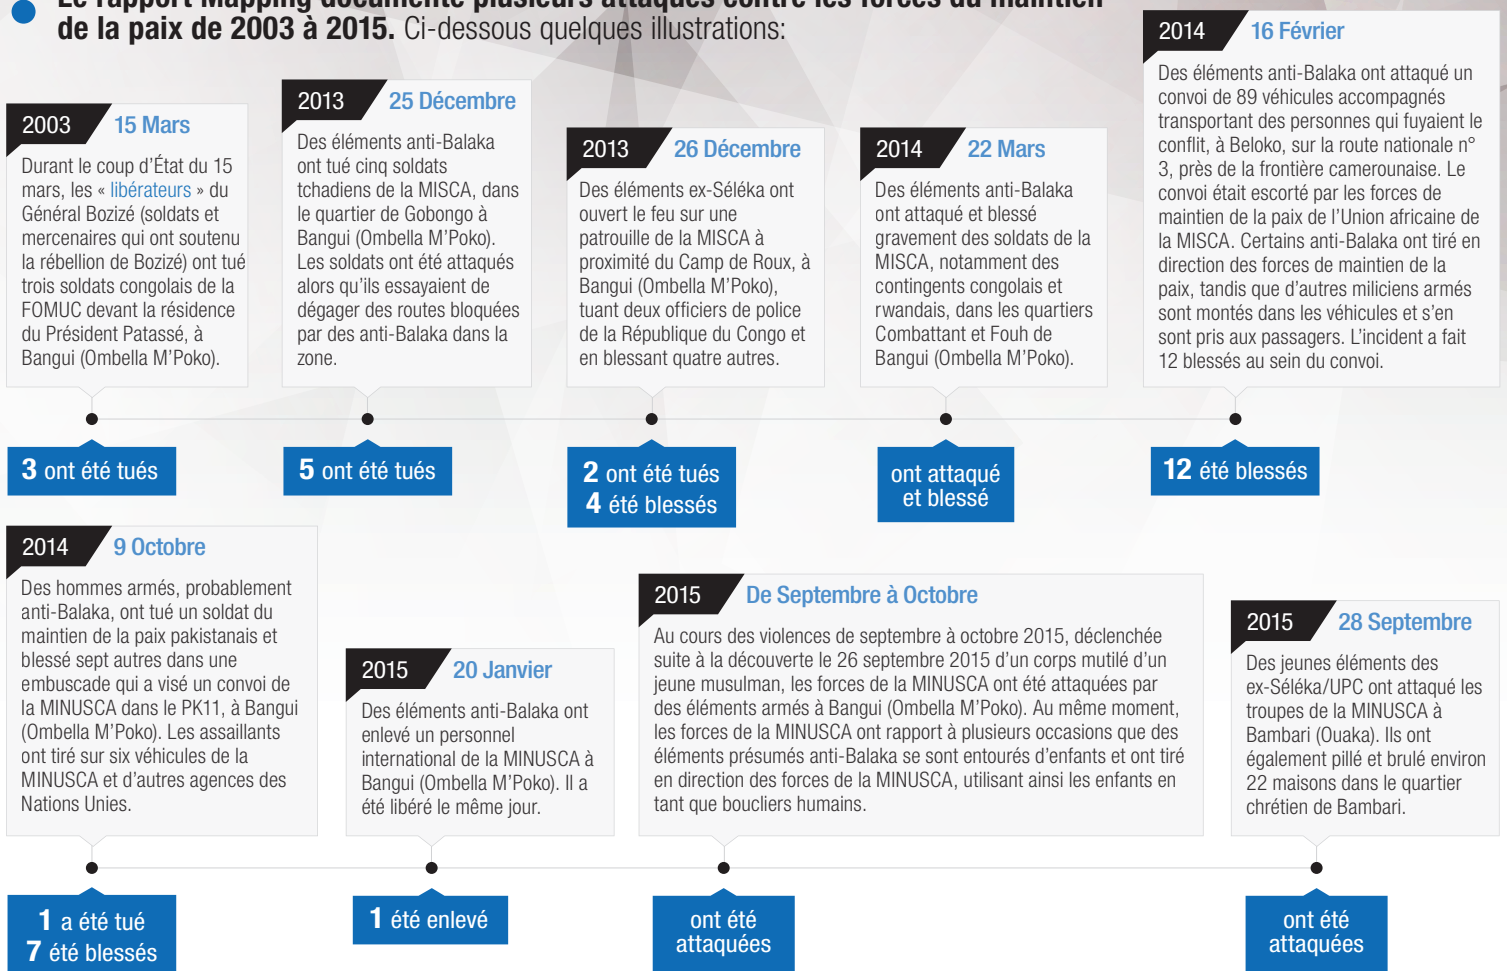 Le rapport Mapping documente plusieurs attaques contre les forces du maintien
de la paix de 2003 à 2015. Ci-dessous quelques illustrations:
2003 15 Mars
Durant le coup d’État du 15
mars, les « libérateurs » du
Général Bozizé (soldats et
mercenaires qui ont soutenu
la rébellion de Bozizé) ont tué
trois soldats congolais de la
FOMUC devant la résidence
du Président Patassé, à
Bangui (Ombella M’Poko).
3 ont été tués
2013 25 Décembre
Des éléments anti-Balaka
ont tué cinq soldats
tchadiens de la MISCA, dans
le quartier de Gobongo à
Bangui (Ombella M’Poko).
Les soldats ont été attaqués
alors qu’ils essayaient de
dégager des routes bloquées
par des anti-Balaka dans la
zone.
5 ont été tués
2013 26 Décembre
Des éléments ex-Séléka ont
ouvert le feu sur une
patrouille de la MISCA à
proximité du Camp de Roux, à
Bangui (Ombella M’Poko),
tuant deux officiers de police
de la République du Congo et
en blessant quatre autres.
2 ont été tués
4 été blessés
2014 22 Mars
Des éléments anti-Balaka
ont attaqué et blessé
gravement des soldats de la
MISCA, notamment des
contingents congolais et
rwandais, dans les quartiers
Combattant et Fouh de
Bangui (Ombella M’Poko).
ont attaqué
et blessé
2014 16 Février
Des éléments anti-Balaka ont attaqué un
convoi de 89 véhicules accompagnés
transportant des personnes qui fuyaient le
conflit, à Beloko, sur la route nationale n°
3, près de la frontière camerounaise. Le
convoi était escorté par les forces de
maintien de la paix de l’Union africaine de
la MISCA. Certains anti-Balaka ont tiré en
direction des forces de maintien de la
paix, tandis que d’autres miliciens armés
sont montés dans les véhicules et s’en
sont pris aux passagers. L’incident a fait
12 blessés au sein du convoi.
12 été blessés
2014 9 Octobre
Des hommes armés, probablement
anti-Balaka, ont tué un soldat du
maintien de la paix pakistanais et
blessé sept autres dans une
embuscade qui a visé un convoi de
la MINUSCA dans le PK11, à Bangui
(Ombella M’Poko). Les assaillants
ont tiré sur six véhicules de la
MINUSCA et d’autres agences des
Nations Unies.
1 a été tué
7 été blessés
2015 20 Janvier
Des éléments anti-Balaka ont
enlevé un personnel
international de la MINUSCA à
Bangui (Ombella M’Poko). Il a
été libéré le même jour.
1 été enlevé
2015 De Septembre à Octobre
Au cours des violences de septembre à octobre 2015, déclenchée
suite à la découverte le 26 septembre 2015 d’un corps mutilé d’un
jeune musulman, les forces de la MINUSCA ont été attaquées par
des éléments armés à Bangui (Ombella M’Poko). Au même moment,
les forces de la MINUSCA ont rapport à plusieurs occasions que des
éléments présumés anti-Balaka se sont entourés d’enfants et ont tiré
en direction des forces de la MINUSCA, utilisant ainsi les enfants en
tant que boucliers humains.
ont été
attaquées
2015 28 Septembre
Des jeunes éléments des
ex-Séléka/UPC ont attaqué les
troupes de la MINUSCA à
Bambari (Ouaka). Ils ont
également pillé et brulé environ
22 maisons dans le quartier
chrétien de Bambari.
ont été
attaquées